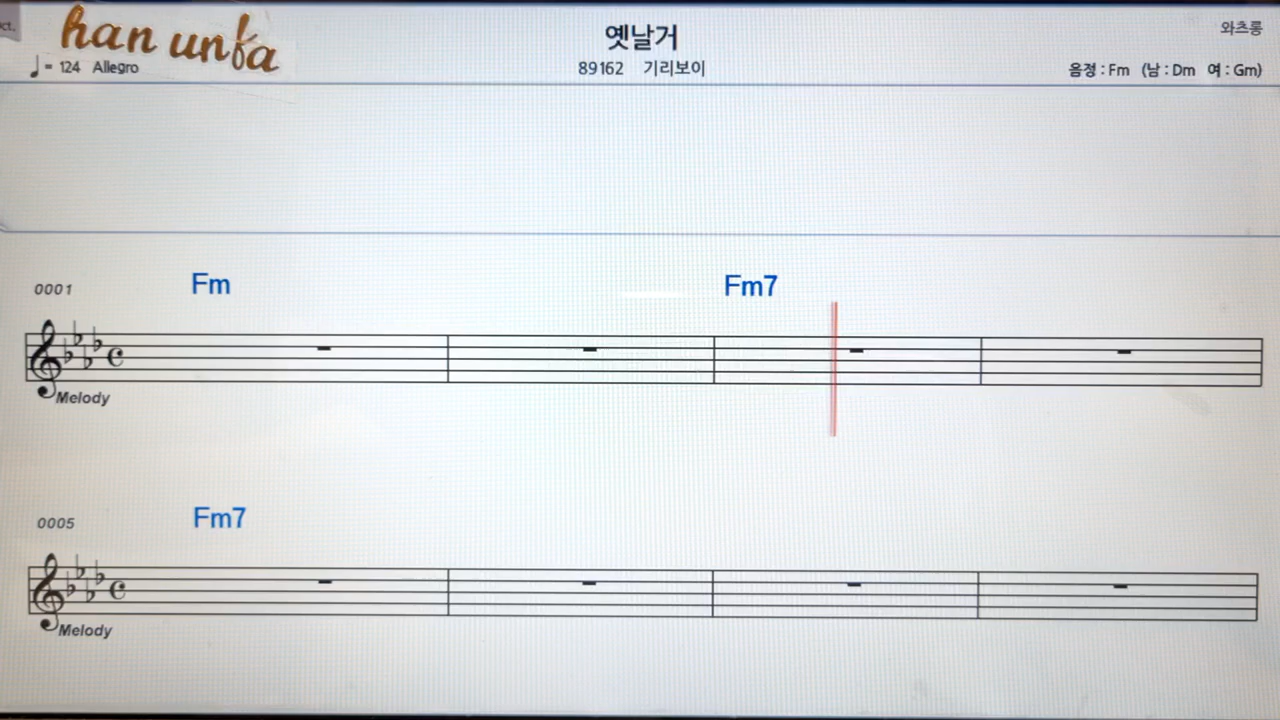 ct.
han unfa
옛날거
와츠롱
♩= 124 Allegro
89162 기리보이
음정 : Fm (남 : Dm 여 : Gm)
Fm Fm7
0001
Melody
Fm7
0005
Melody